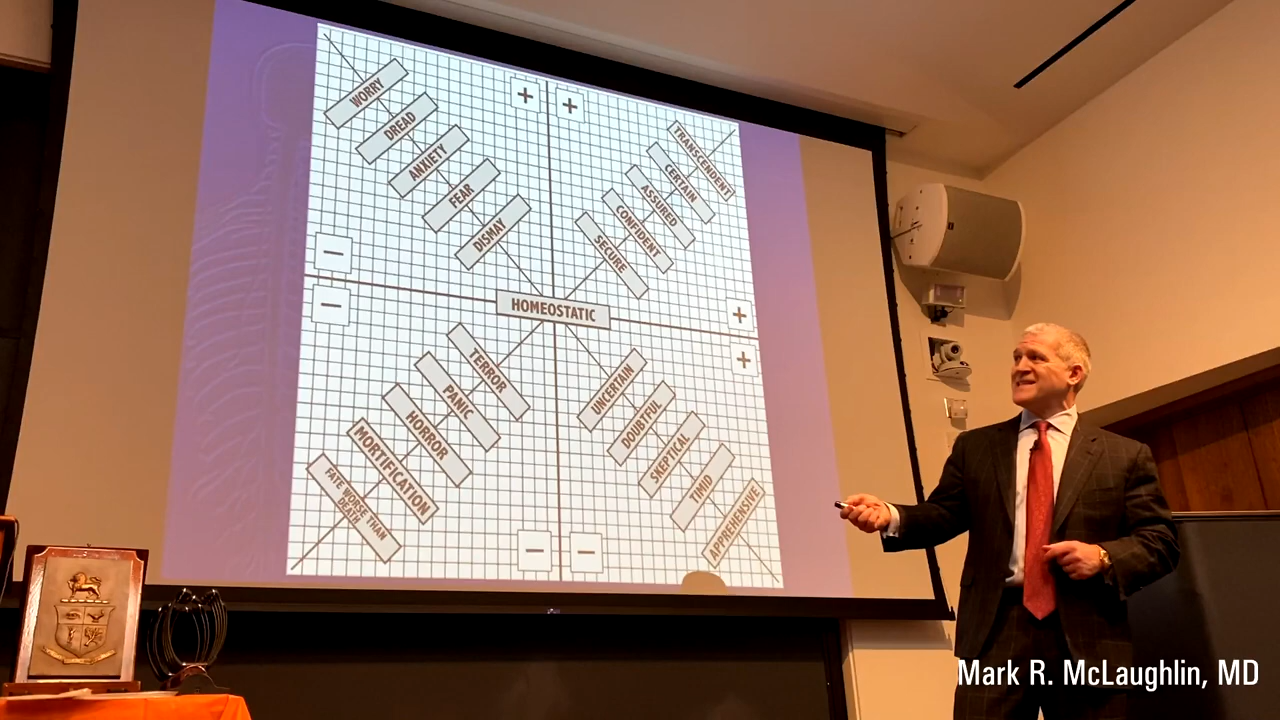 WORRY
DREAD
ANXIETY
FEAR
DISMAY
+
+
TRANSCENDENT
CERTAIN
ASSURED
CONFIDENT
SECURE
−
−
HOMEOSTATIC
+
+
TERROR
PANIC
HORROR
MORTIFICATION
FATE WORSE THAN
DEATH
UNCERTAIN
DOUBTFUL
SKEPTICAL
TIMID
APPREHENSIVE
−
−
Mark R. McLaughlin, MD